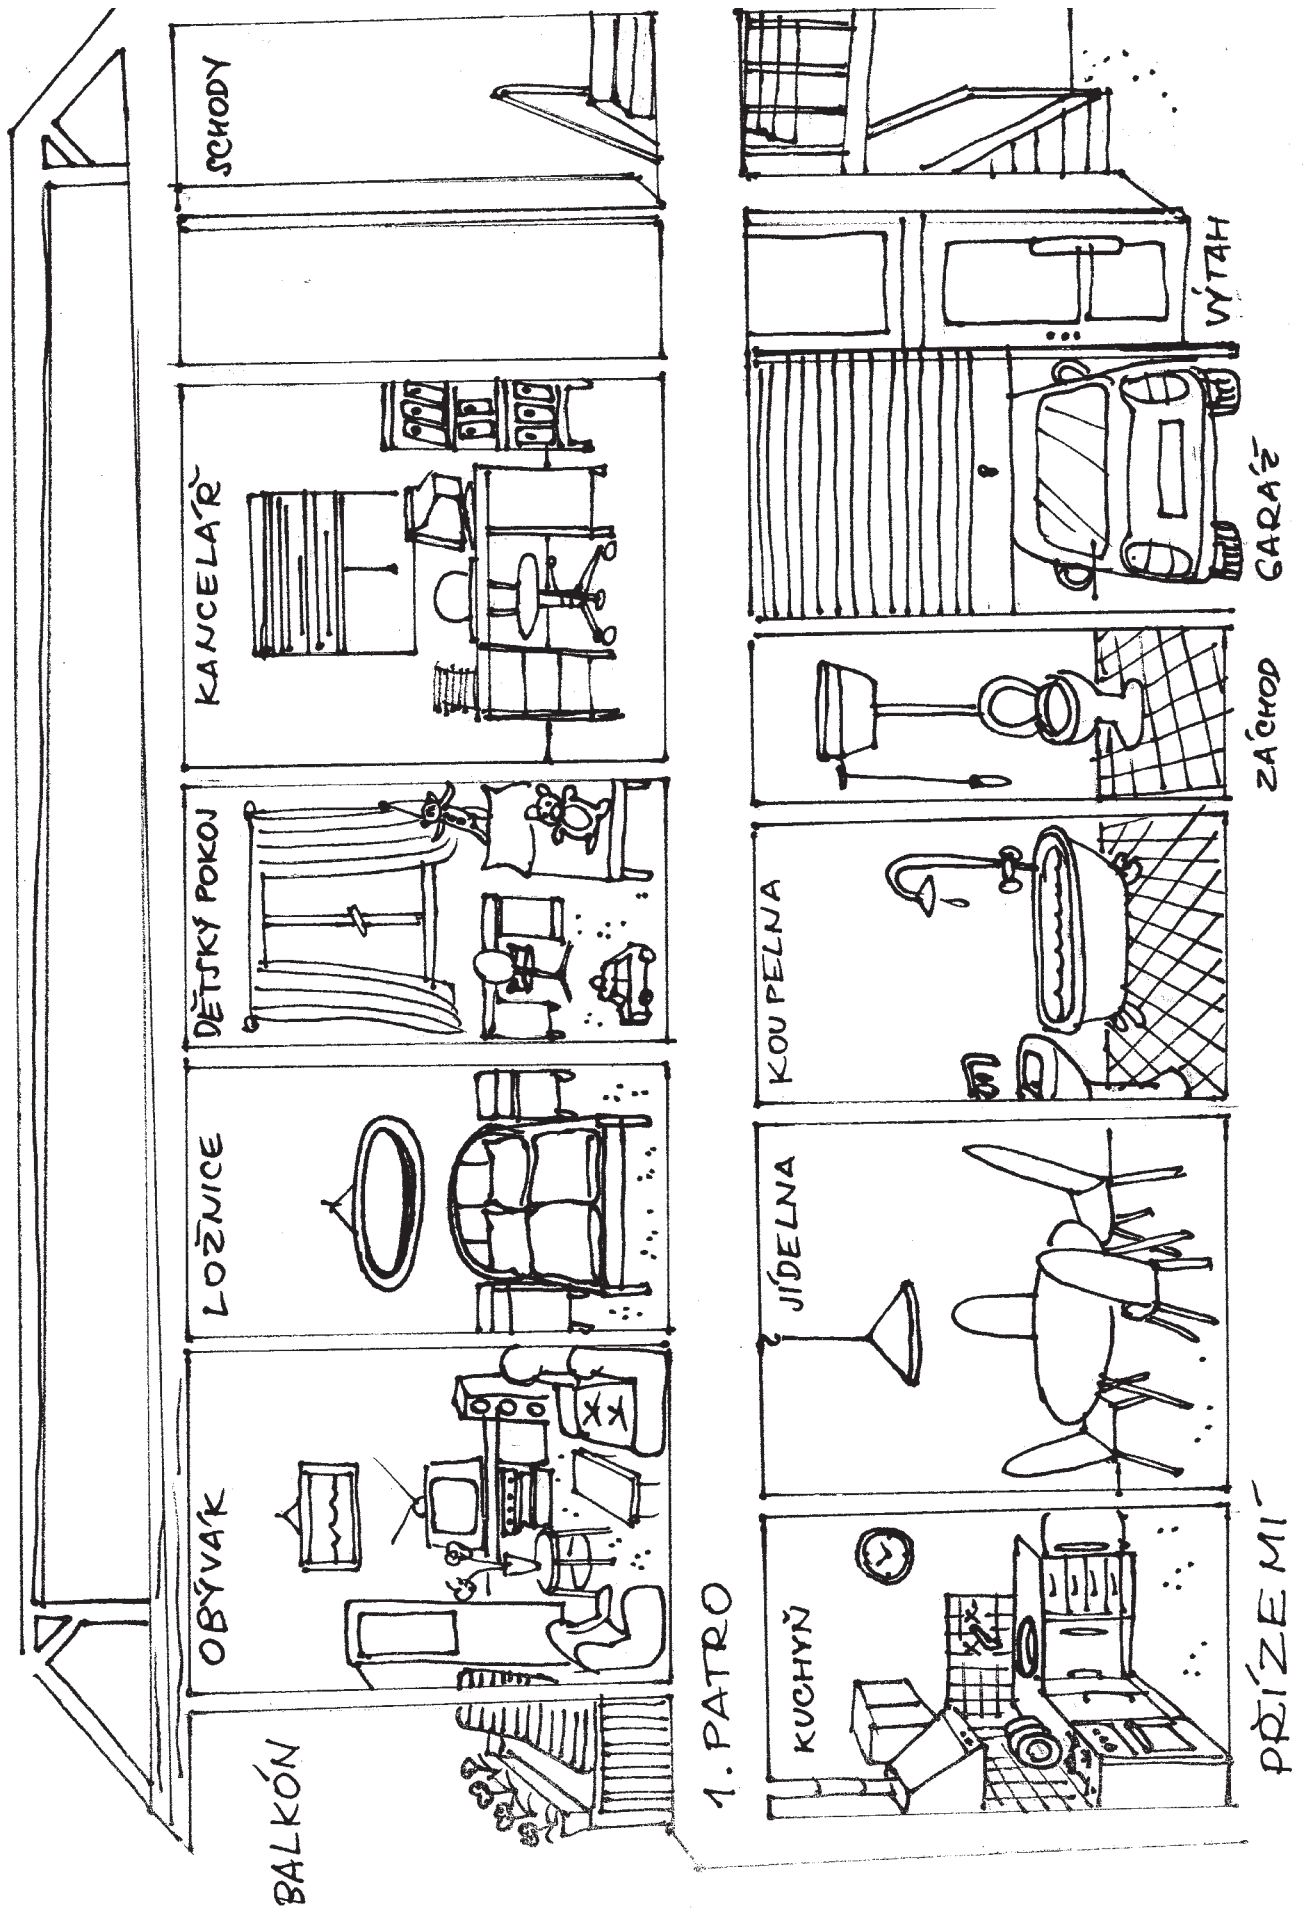 BALKÓN
OBÝVÁK
LOŽNICE
DĚTSKÝ POKOJ
KANCELÁŘ
SCHODY
1. PATRO
KUCHYŇ
JÍDELNA
KOUPELNA
ZÁCHOD
GARÁŽ
VÝTAH
PŘÍZEMÍ